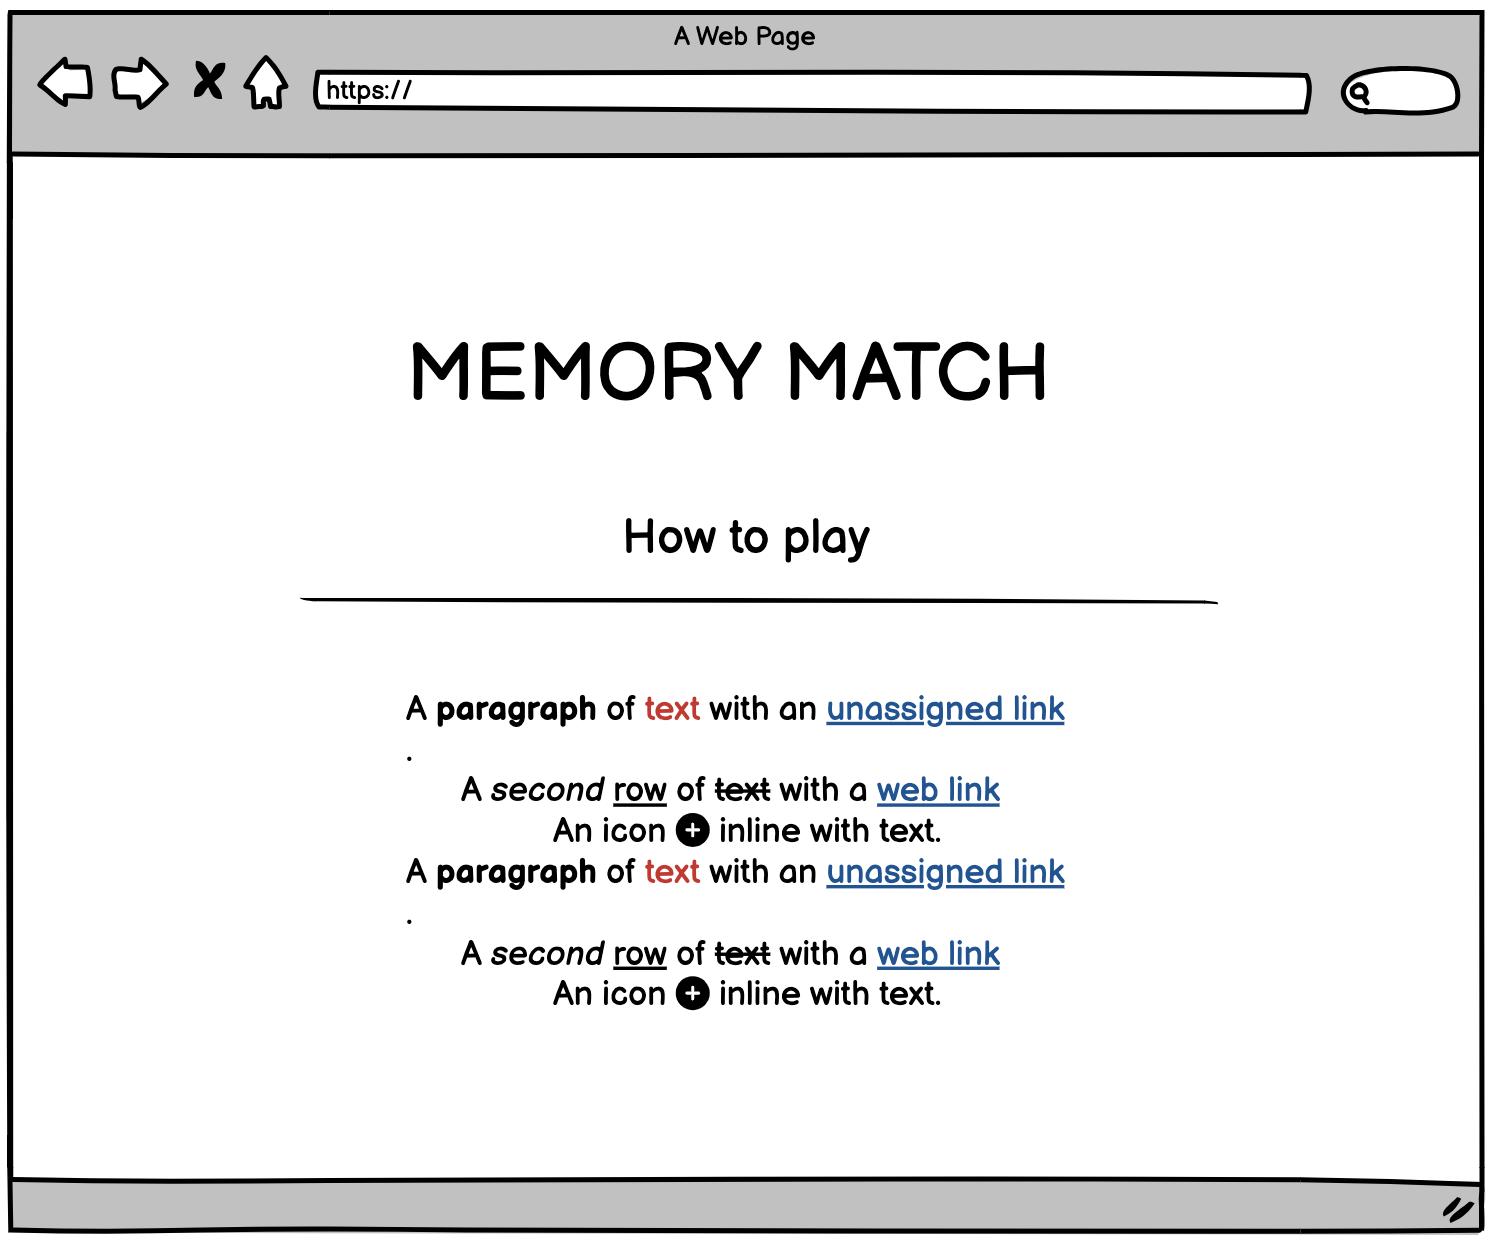 A Web Page
https://
MEMORY MATCH
How to play
A paragraph of text with an unassigned link
.
A second row of text with a web link
An icon inline with text.
A paragraph of text with an unassigned link
.
A second row of text with a web link
An icon inline with text.